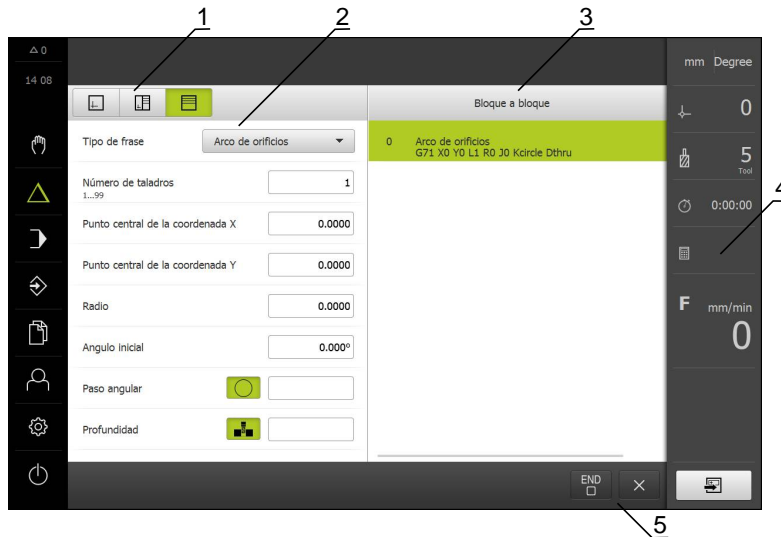 1
2
3
0
14 08
mm Degree
Bloque a bloque
0
Tipo de frase
Arco de orificios
0 Arco de orificios
G71 X0 Y0 L1 R0 J0 Kcircle Dthru
5
Tool
Número de taladros
1...99
1
4
0:00:00
Punto central de la coordenada X
0.0000
Punto central de la coordenada Y
0.0000
Radio
0.0000
F mm/min
0
Angulo inicial
0.000º
Paso angular
Profundidad
END
5